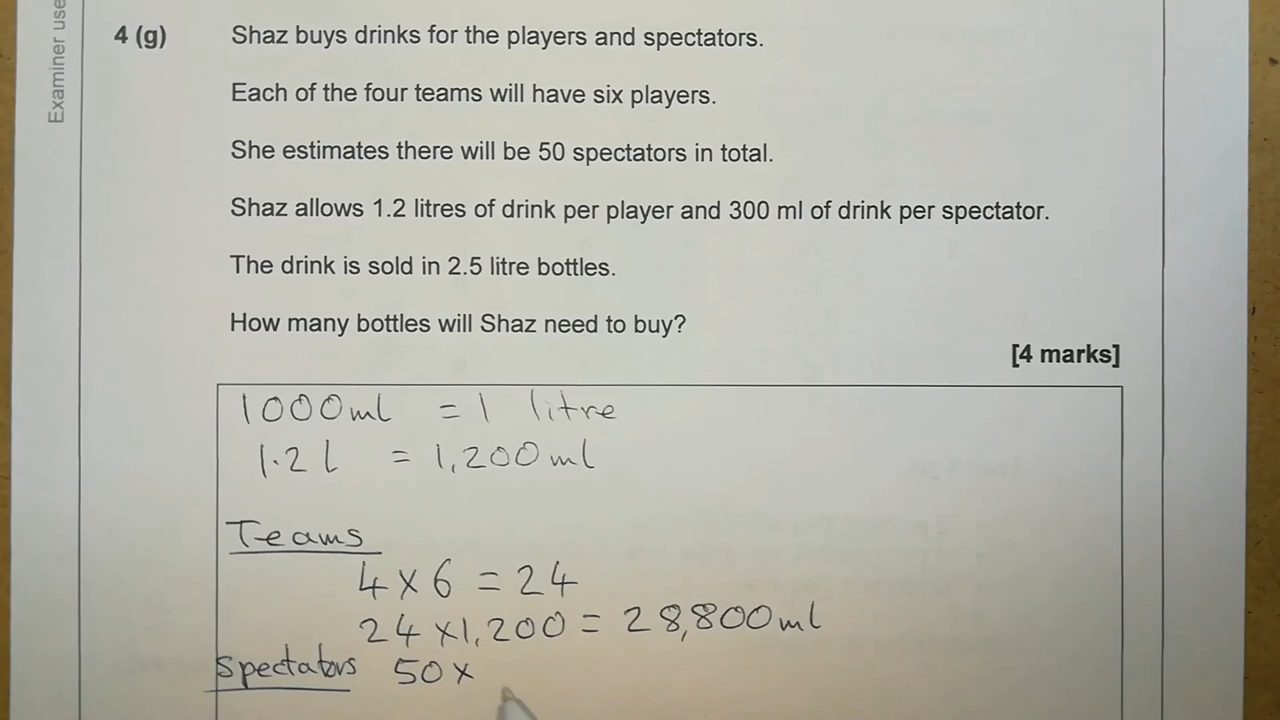 Examiner use
4 (g) Shaz buys drinks for the players and spectators.
Each of the four teams will have six players.
She estimates there will be 50 spectators in total.
Shaz allows 1.2 litres of drink per player and 300 ml of drink per spectator.
The drink is sold in 2.5 litre bottles.
How many bottles will Shaz need to buy?
[4 marks]
1000ml = 1 litre
1.2 l = 1,200ml
Teams
4 x 6 = 24
24 x 1,200 = 28,800ml
Spectators 50 x